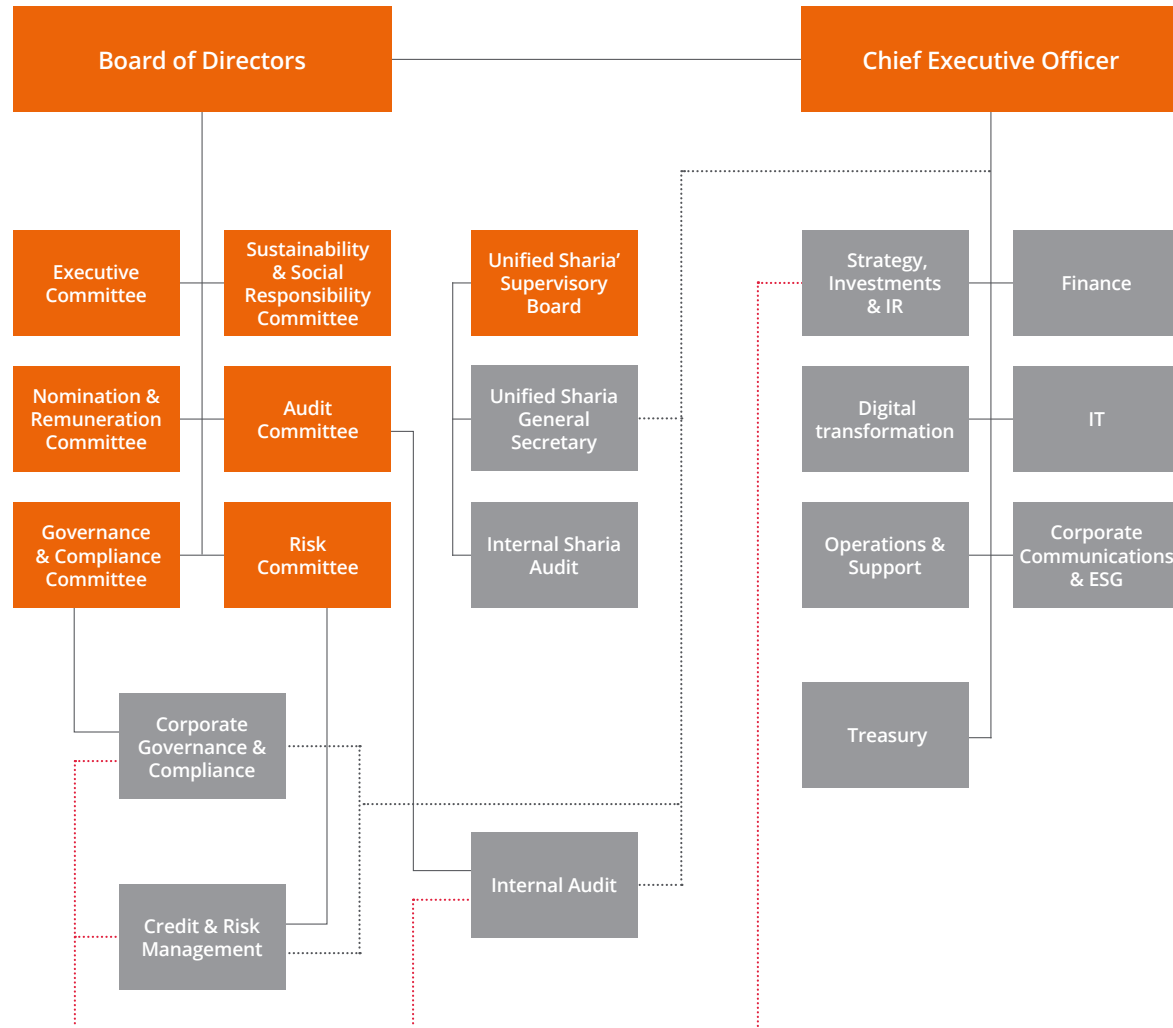 Board of Directors
Chief Executive Officer
Executive
Committee
Sustainability
& Social
Responsibility
Committee
Unified Sharia’
Supervisory
Board
Strategy,
Investments
& IR
Finance
Nomination &
Remuneration
Committee
Audit
Committee
Unified Sharia
General
Secretary
Digital
transformation
IT
Governance
& Compliance
Committee
Risk
Committee
Internal Sharia
Audit
Operations &
Support
Corporate
Communications
& ESG
Corporate
Governance &
Compliance
Treasury
Internal Audit
Credit & Risk
Management